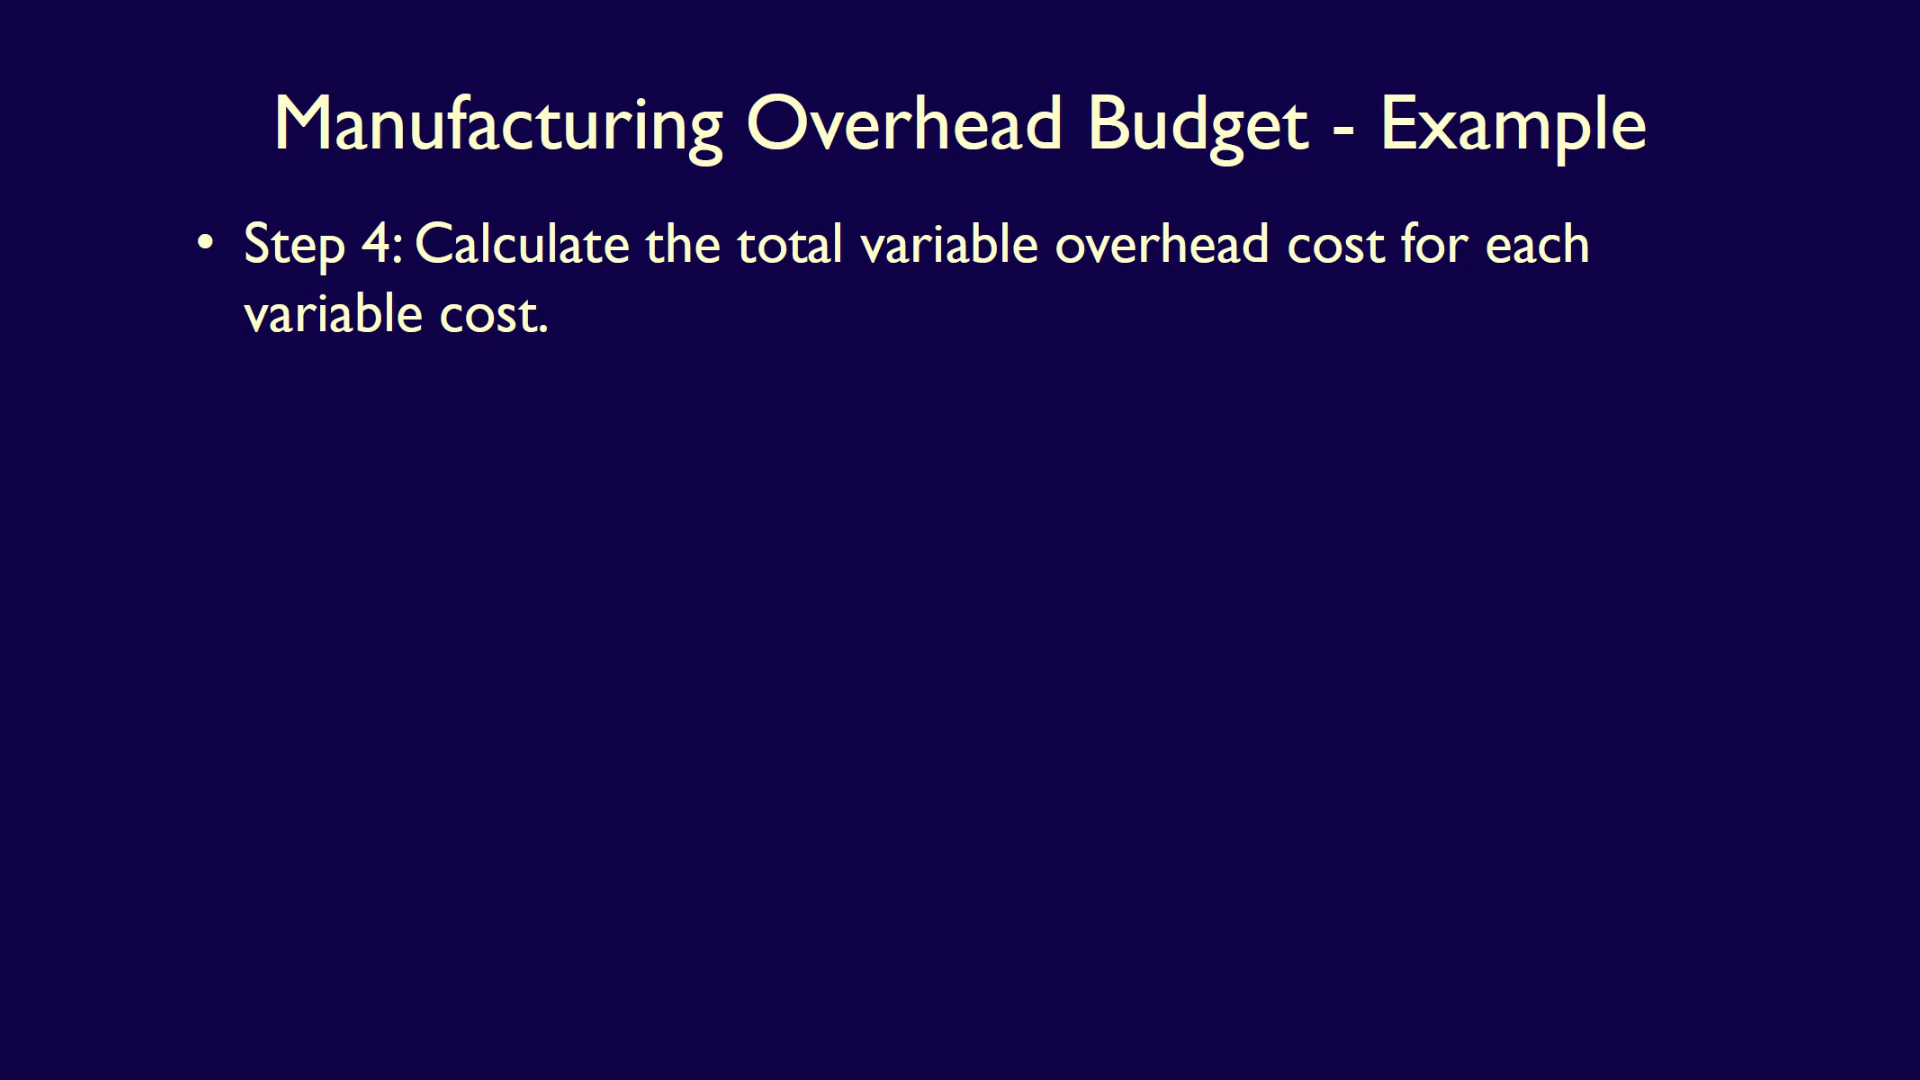 Manufacturing Overhead Budget - Example
• Step 4: Calculate the total variable overhead cost for each
variable cost.